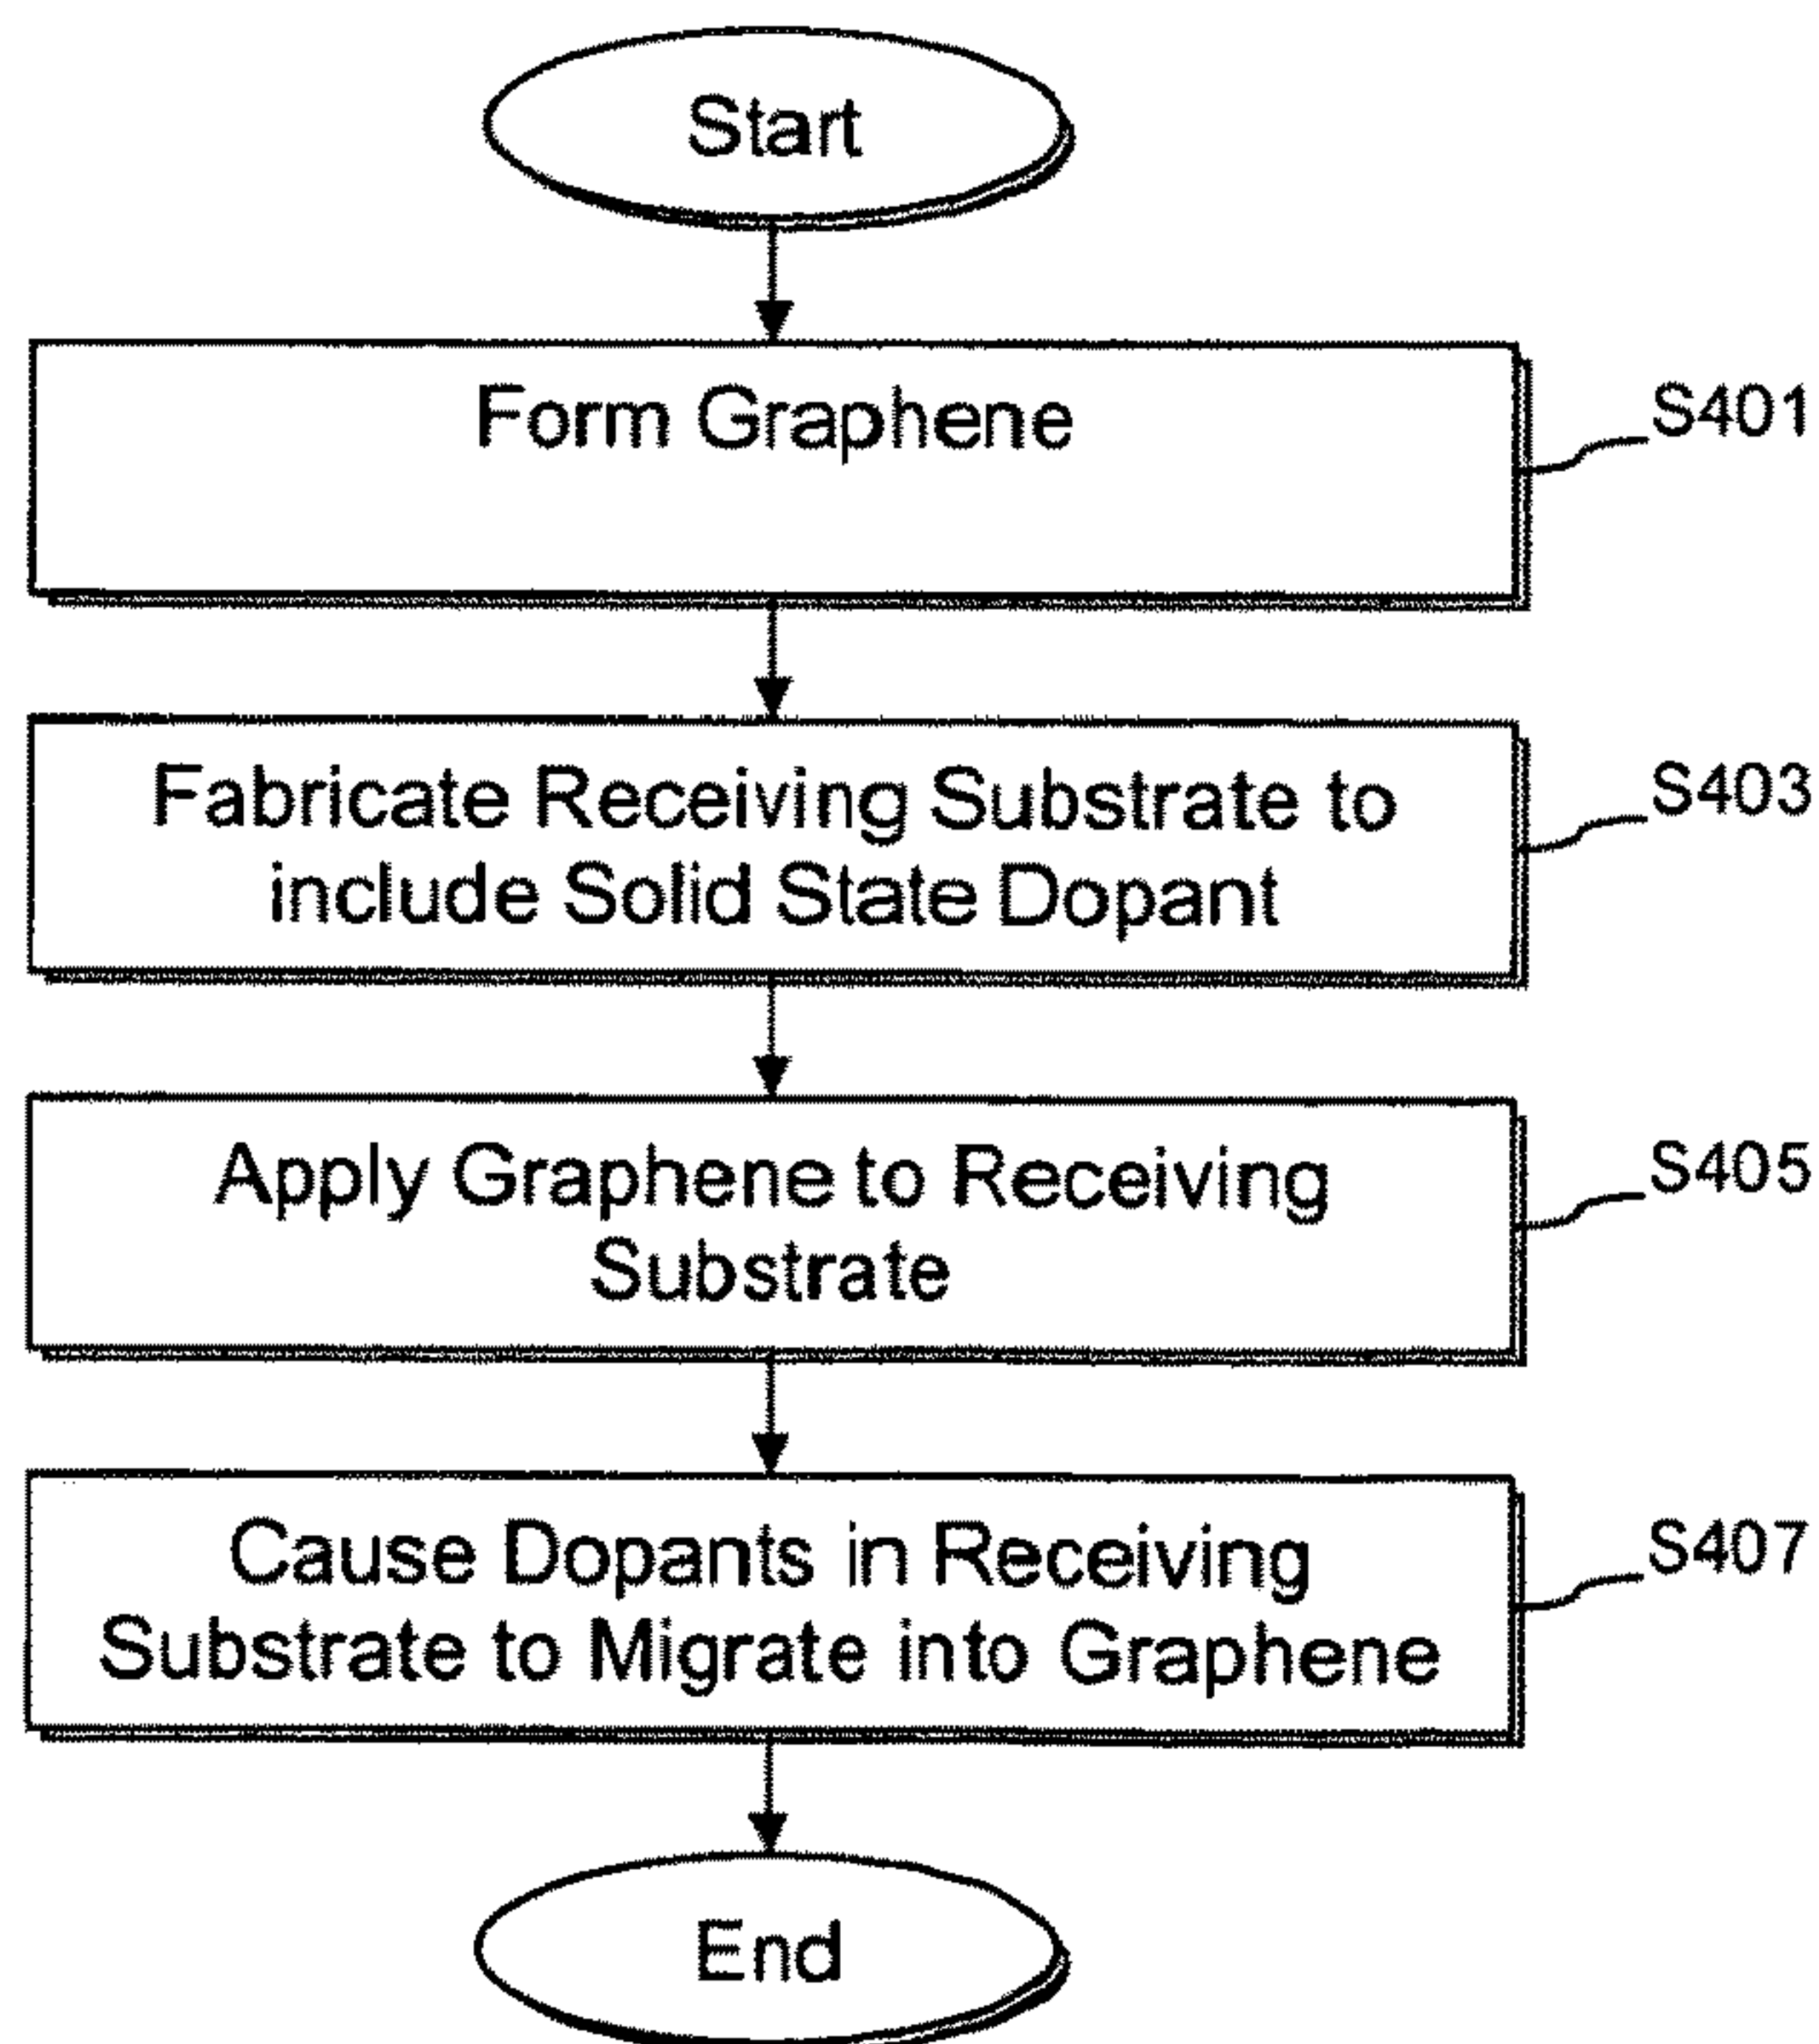 Start
Form Graphene
S401
Fabricate Receiving Substrate to
include Solid State Dopant
S403
Apply Graphene to Receiving
Substrate
S405
Cause Dopants in Receiving
Substrate to Migrate into Graphene
S407
End